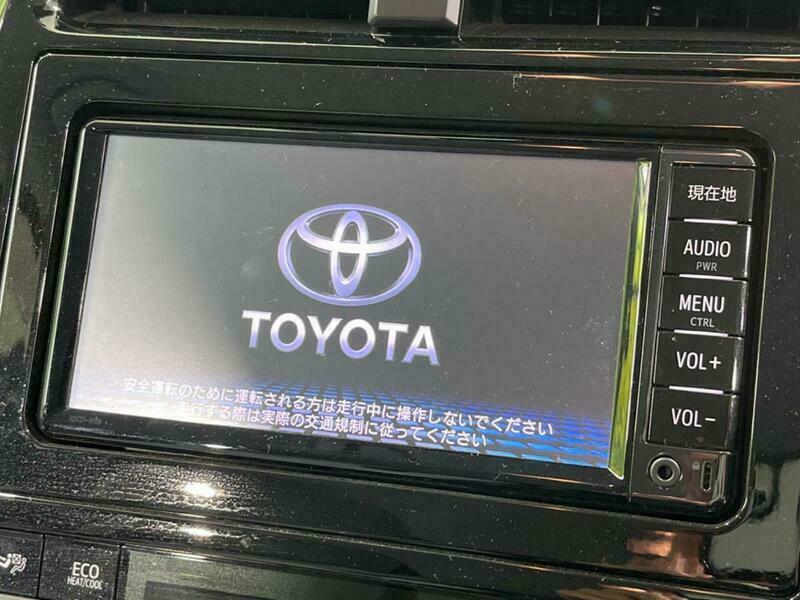 現在地
AUDIO
PWR
MENU
CTRL
VOL+
VOL-
TOYOTA
安全運転のために運転される方は走行中に操作しないでください
走行する際は実際の交通規制に従ってください
ECO
HEAT/COOL